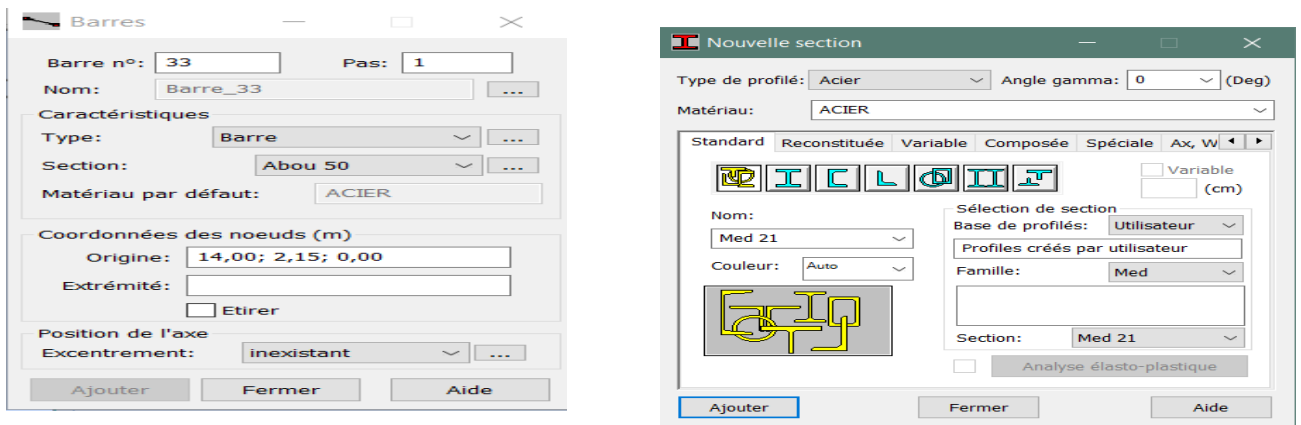 Barres
Barre n°: 33 Pas: 1
Nom: Barre_33 ...
Caractéristiques
Type: Barre ...
Section: Abou 50 ...
Matériau par défaut: ACIER
Coordonnées des noeuds (m)
Origine: 14,00; 2,15; 0,00
Extrémité:
Etirer
Position de l'axe
Excentrement: inexistant ...
Ajouter Fermer Aide
Nouvelle section
Type de profilé: Acier Angle gamma: 0 (Deg)
Matériau: ACIER
Standard Reconstituée Variable Composée Spéciale Ax, W
Variable
(cm)
Nom:
Med 21
Couleur: Auto
Sélection de section
Base de profilés: Utilisateur
Profiles créés par utilisateur
Famille: Med
Section: Med 21
Analyse élasto-plastique
Ajouter Fermer Aide